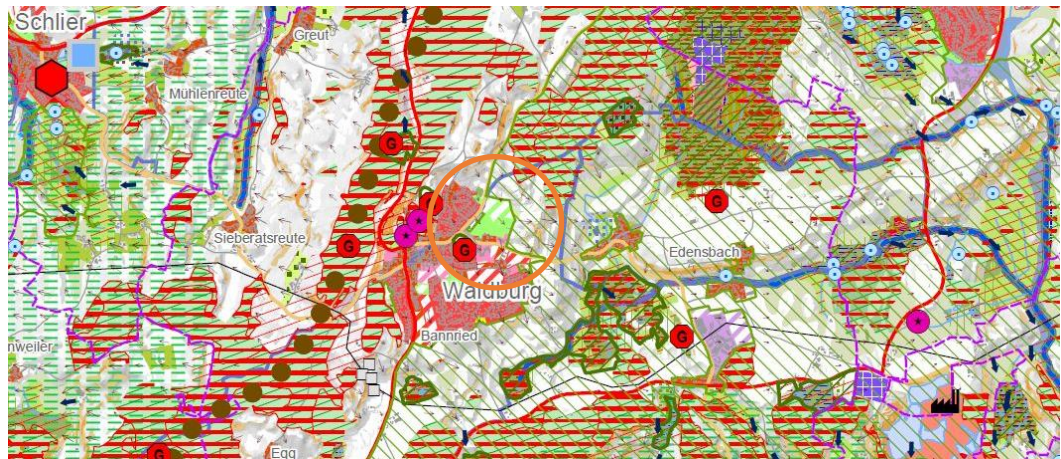 Schlier
Greut
Mühlenreute
G
G
G
Sieberatsreute
G
G
Edensbach
Waldburg
Bannried
G
nweiler
Egg
G